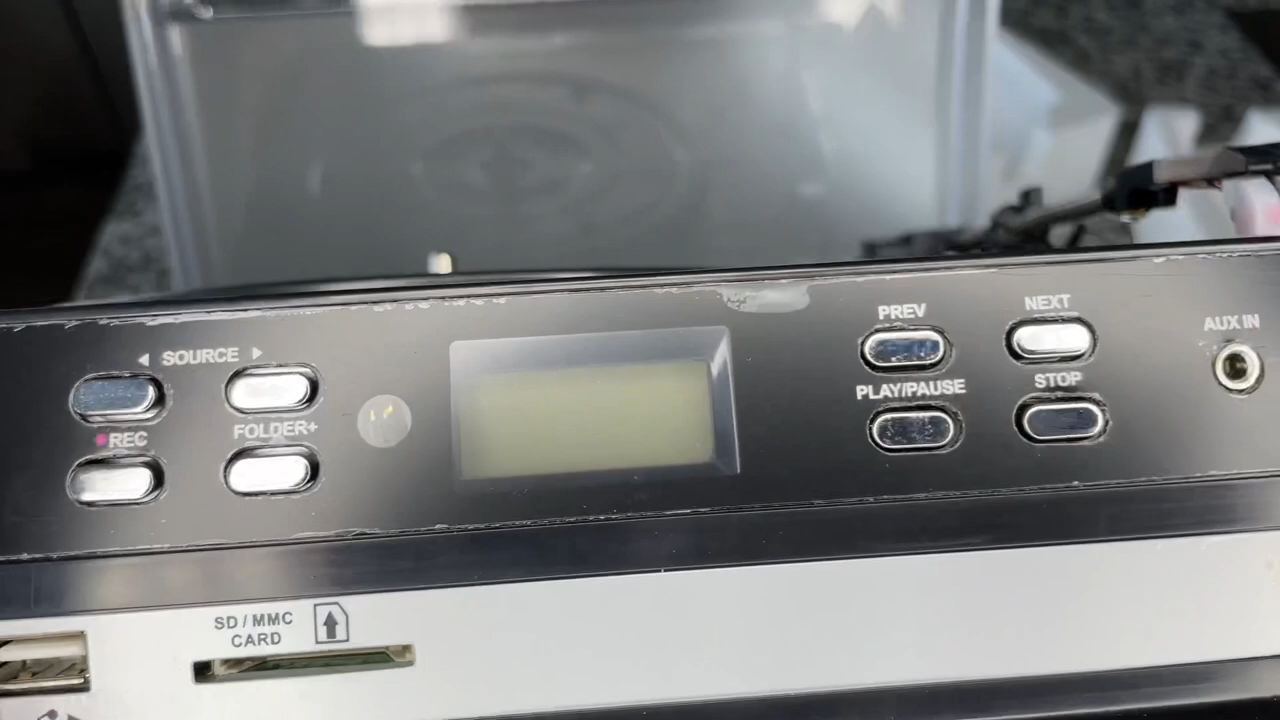 ◀ SOURCE ▶
REC
FOLDER+
PREV
NEXT
PLAY/PAUSE
STOP
AUX IN
SD / MMC
CARD